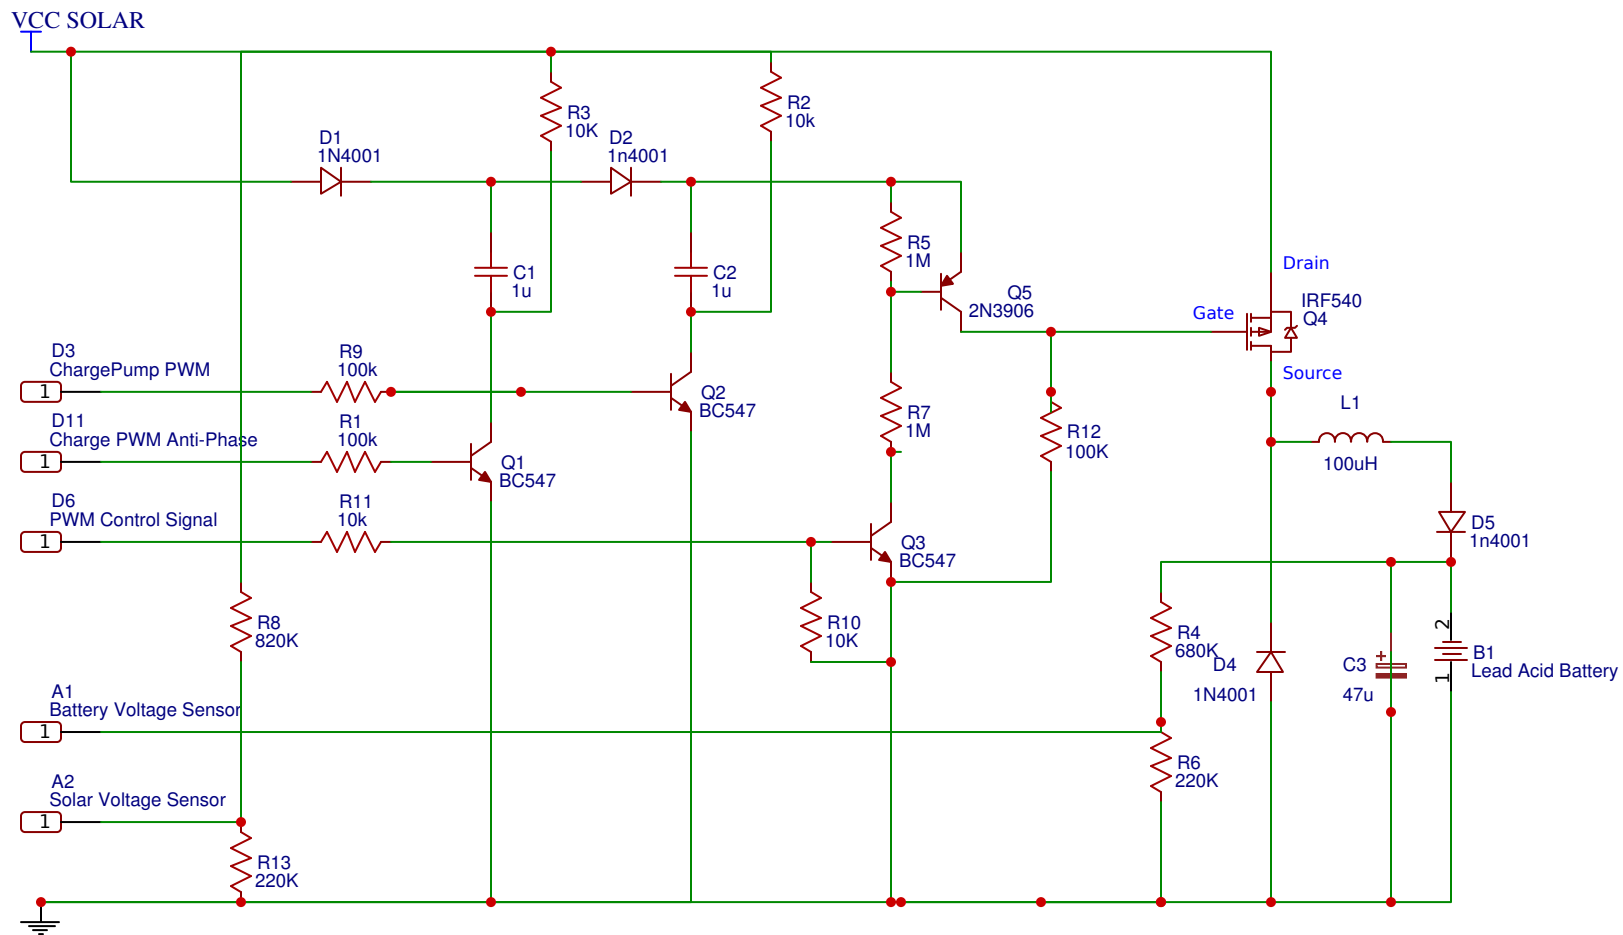 VCC SOLAR
R3
10K
R2
10k
D1
1N4001
D2
1n4001
C1
1u
C2
1u
R5
1M
Q5
2N3906
Drain
Gate
IRF540
Q4
Source
D3
ChargePump PWM
1
R9
100k
Q2
BC547
R7
1M
R12
100K
L1
100uH
D11
Charge PWM Anti-Phase
1
R1
100k
Q1
BC547
D6
PWM Control Signal
1
R11
10k
Q3
BC547
D5
1n4001
R8
820K
R10
10K
R4
680K
D4
1N4001
C3
+
47u
2
1
B1
Lead Acid Battery
A1
Battery Voltage Sensor
1
R6
220K
A2
Solar Voltage Sensor
1
R13
220K